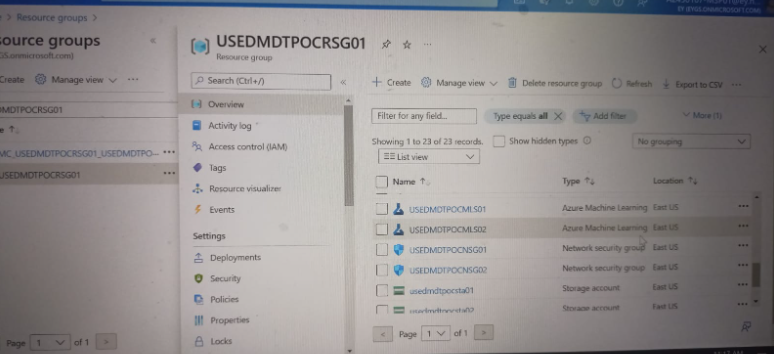 Resource groups
source groups
Create Manage view
MDTPOCRSG01
MC_USEDMDTPOCRSG01_USEDMDTPO...
USEDMDTPOCRSG01
Page 1 of 1
USEDMDTPOCRSG01
Resource group
Search (Ctrl+/)
Overview
Activity log
Access control (IAM)
Tags
Resource visualizer
Events
Settings
Deployments
Security
Policies
Properties
Locks
Create Manage view Delete resource group Refresh Export to CSV
Filter for any field... Type equals all Add filter More (1)
Showing 1 to 23 of 23 records. Show hidden types No grouping
List view
Name Type Location
USEDMDTPOCMLS01 Azure Machine Learning East US
USEDMDTPOCMLS02 Azure Machine Learning East US
USEDMDTPOCNSG01 Network security group East US
USEDMDTPOCNSG02 Network security group East US
usedmdtpocsta01 Storage account East US
usedmdtpocsta02 Storage account East US
Page 1 of 1